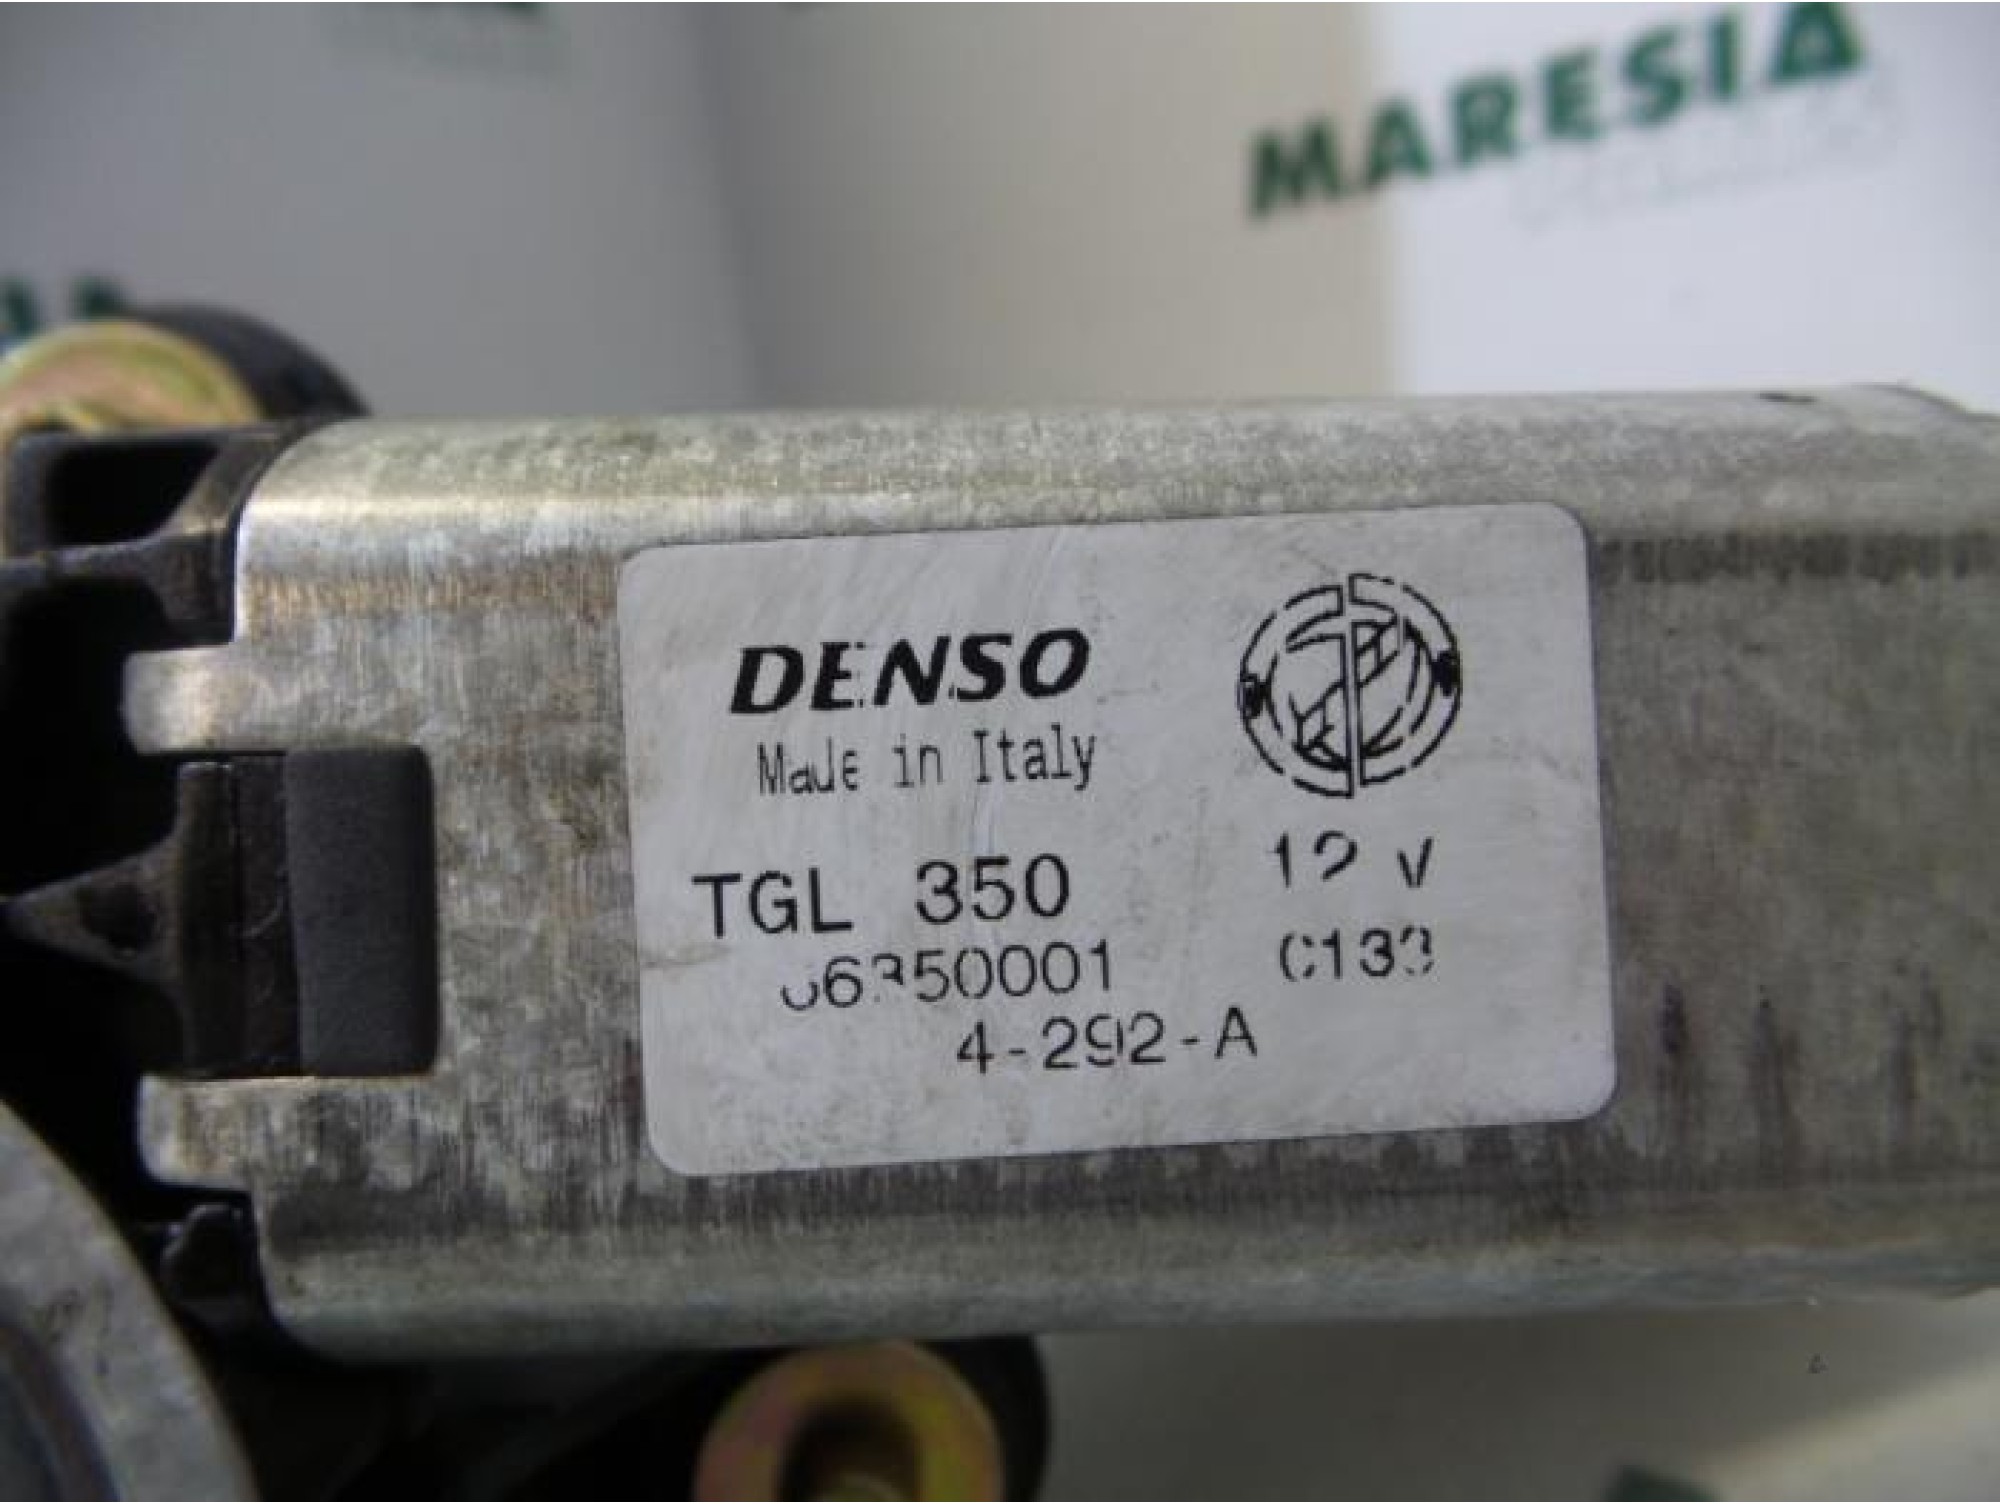 MARESIA
DENSO
Made in Italy
TGL 350
12 V
C133
4-292-A